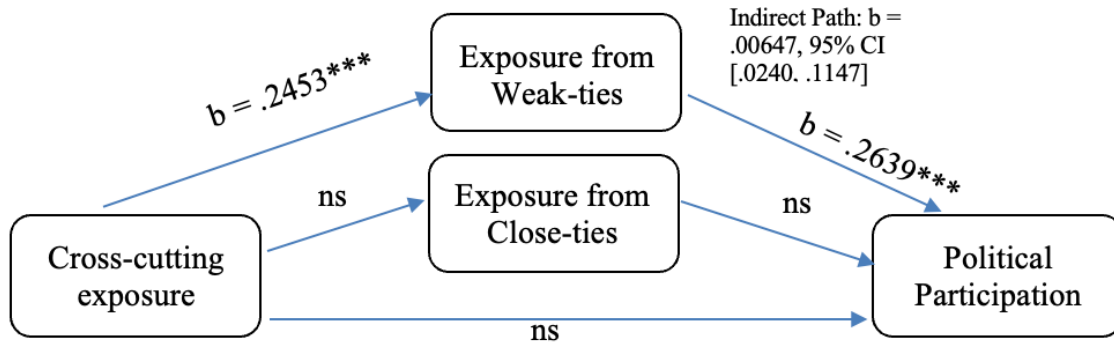 Indirect Path: b =
.00647, 95% CI
[.0240, .1147]
Exposure from
Weak-ties
b = .2453***
b = .2639***
ns
Exposure from
Close-ties
ns
Cross-cutting
exposure
Political
Participation
ns